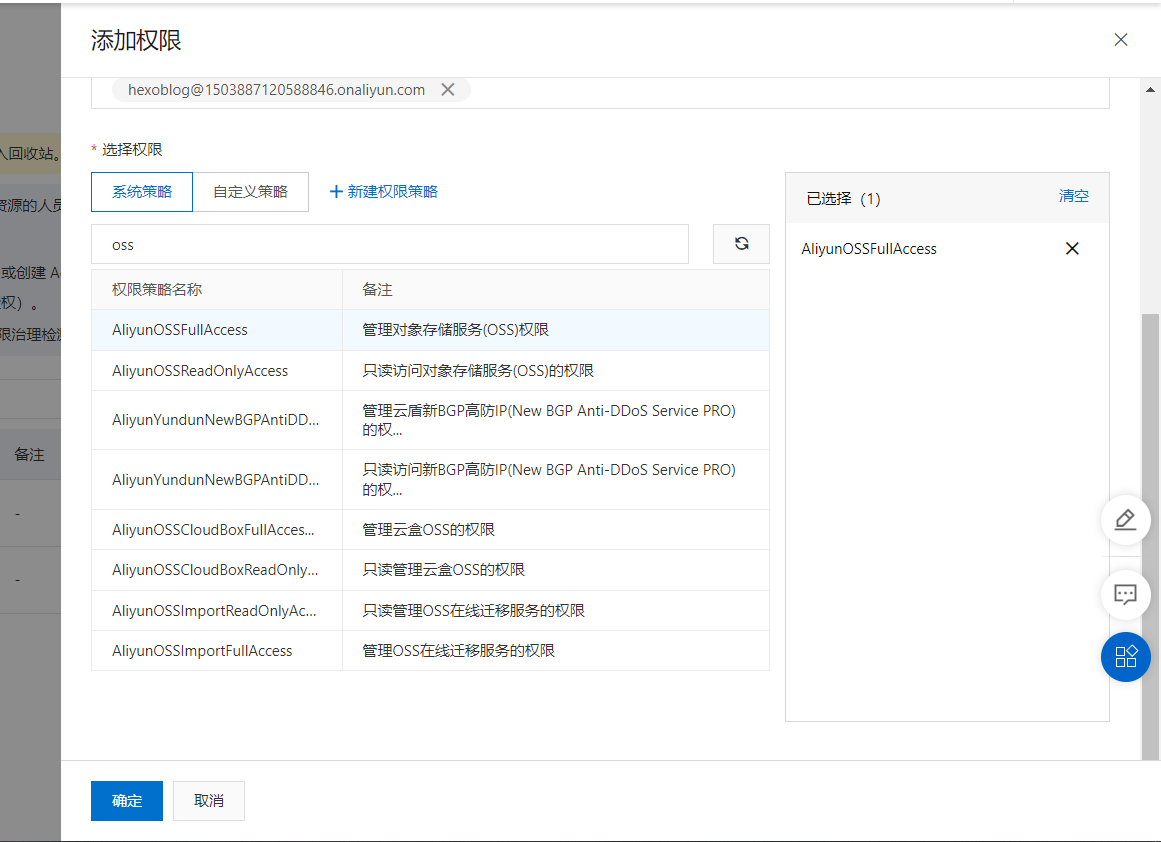 添加权限
hexoblog@1503887120588846.onaliyun.com
入回收站。
* 选择权限
系统策略
自定义策略
新建权限策略
已选择 (1)
清空
资源的人员
oss
AliyunOSSFullAccess
或创建 A
权）。
限治理检测
权限策略名称
备注
AliyunOSSFullAccess
管理对象存储服务(OSS)权限
AliyunOSSReadOnlyAccess
只读访问对象存储服务(OSS)的权限
AliyunYundunNewBGPAntiDD...
管理云盾新BGP高防IP(New BGP Anti-DDoS Service PRO)
的权...
备注
AliyunYundunNewBGPAntiDD...
只读访问新BGP高防IP(New BGP Anti-DDoS Service PRO)
的权...
-
AliyunOSSCloudBoxFullAcces...
管理云盒OSS的权限
AliyunOSSCloudBoxReadOnly...
只读管理云盒OSS的权限
-
AliyunOSSImportReadOnlyAc...
只读管理OSS在线迁移服务的权限
AliyunOSSImportFullAccess
管理OSS在线迁移服务的权限
确定
取消